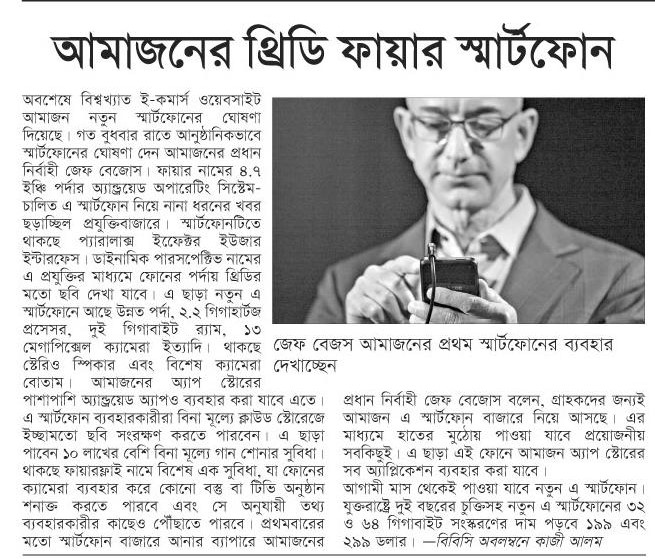 আমাজনের থ্রিডি ফায়ার স্মার্টফোন
অবশেষে বিশ্বখ্যাত ই-কমার্স ওয়েবসাইট
আমাজন নতুন স্মার্টফোনের ঘোষণা
দিয়েছে। গত বুধবার রাতে আনুষ্ঠানিকভাবে
স্মার্টফোনের ঘোষণা দেন আমাজনের প্রধান
নির্বাহী জেফ বেজোস। ফায়ার নামের ৪.৭
ইঞ্চি পর্দার অ্যান্ড্রয়েড অপারেটিং সিস্টেম-
চালিত এ স্মার্টফোন নিয়ে নানা ধরনের খবর
ছড়াচ্ছিল প্রযুক্তিবাজারে। স্মার্টফোনটিতে
থাকছে প্যারালাক্স ইফেক্টের ইউজার
ইন্টারফেস। ডাইনামিক পারসপেক্টিভ নামের
এ প্রযুক্তির মাধ্যমে ফোনের পর্দায় থ্রিডির
মতো ছবি দেখা যাবে। এ ছাড়া নতুন এ
স্মার্টফোনে আছে উন্নত পর্দা, ২.২ গিগাহার্টজ
প্রসেসর, দুই গিগাবাইট র‍্যাম, ১৩
মেগাপিক্সেল ক্যামেরা ইত্যাদি। থাকছে
স্টেরিও স্পিকার এবং বিশেষ ক্যামেরা
বোতাম। আমাজনের অ্যাপ স্টোরের
পাশাপাশি অ্যান্ড্রয়েড অ্যাপও ব্যবহার করা যাবে এতে।
এ স্মার্টফোন ব্যবহারকারীরা বিনা মূল্যে ক্লাউড স্টোরেজে
ইচ্ছামতো ছবি সংরক্ষণ করতে পারবেন। এ ছাড়া
পাবেন ১০ লাখের বেশি বিনা মূল্যে গান শোনার সুবিধা।
থাকছে ফায়ারফ্লাই নামে বিশেষ এক সুবিধা, যা ফোনের
ক্যামেরা ব্যবহার করে কোনো বস্তু বা টিভি অনুষ্ঠান
শনাক্ত করতে পারবে এবং সে অনুযায়ী তথ্য
ব্যবহারকারীর কাছেও পৌঁছাতে পারবে। প্রথমবারের
মতো স্মার্টফোন বাজারে আনার ব্যাপারে আমাজনের
জেফ বেজস আমাজনের প্রথম স্মার্টফোনের ব্যবহার
দেখাচ্ছেন
প্রধান নির্বাহী জেফ বেজোস বলেন, গ্রাহকদের জন্যই
আমাজন এ স্মার্টফোন বাজারে নিয়ে আসছে। এর
মাধ্যমে হাতের মুঠোয় পাওয়া যাবে প্রয়োজনীয়
সবকিছুই। এ ছাড়া এই ফোনে আমাজন অ্যাপ স্টোরের
সব অ্যাপ্লিকেশন ব্যবহার করা যাবে।
আগামী মাস থেকেই পাওয়া যাবে নতুন এ স্মার্টফোন।
যুক্তরাষ্ট্রে দুই বছরের চুক্তিসহ নতুন এ স্মার্টফোনের ৩২
ও ৬৪ গিগাবাইট সংস্করণের দাম পড়বে ১৯৯ এবং
২৯৯ ডলার। —বিবিসি অবলম্বনে কাজী আলম